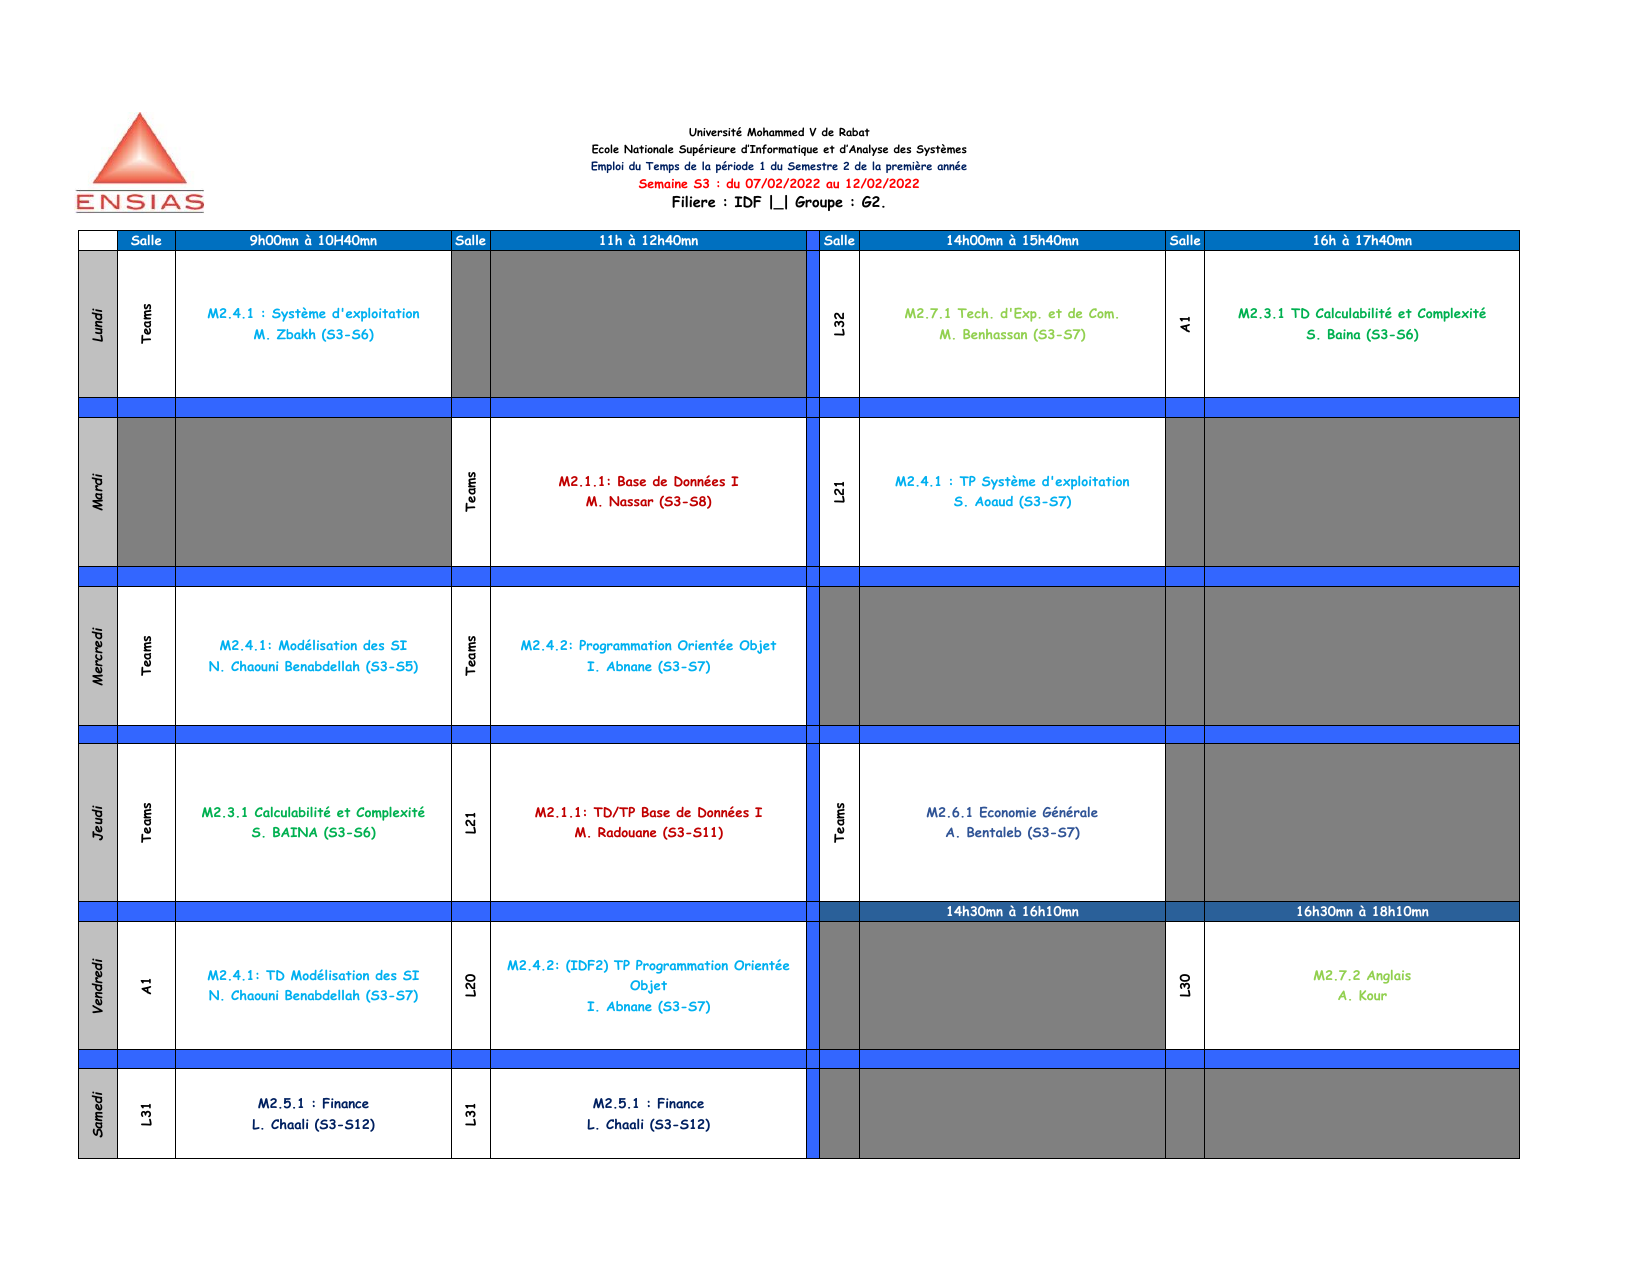 ENSIAS
Université Mohammed V de Rabat
Ecole Nationale Supérieure d’Informatique et d’Analyse des Systèmes
Emploi du Temps de la période 1 du Semestre 2 de la première année
Semaine S3 : du 07/02/2022 au 12/02/2022
Filiere : IDF |_| Groupe : G2.
Salle 9h00mn à 10H40mn Salle 11h à 12h40mn Salle 14h00mn à 15h40mn Salle 16h à 17h40mn
Lundi
Teams
M2.4.1 : Système d'exploitation
M. Zbakh (S3-S6)
L32
M2.7.1 Tech. d'Exp. et de Com.
M. Benhassan (S3-S7)
A1
M2.3.1 TD Calculabilité et Complexité
S. Baina (S3-S6)
Mardi
Teams
M2.1.1: Base de Données I
M. Nassar (S3-S8)
L21
M2.4.1 : TP Système d'exploitation
S. Aoaud (S3-S7)
Mercredi
Teams
M2.4.1: Modélisation des SI
N. Chaouni Benabdellah (S3-S5)
Teams
M2.4.2: Programmation Orientée Objet
I. Abnane (S3-S7)
Jeudi
Teams
M2.3.1 Calculabilité et Complexité
S. BAINA (S3-S6)
L21
M2.1.1: TD/TP Base de Données I
M. Radouane (S3-S11)
Teams
M2.6.1 Economie Générale
A. Bentaleb (S3-S7)
14h30mn à 16h10mn 16h30mn à 18h10mn
Vendredi
A1
M2.4.1: TD Modélisation des SI
N. Chaouni Benabdellah (S3-S7)
L20
M2.4.2: (IDF2) TP Programmation Orientée
Objet
I. Abnane (S3-S7)
L30
M2.7.2 Anglais
A. Kour
Samedi
L31
M2.5.1 : Finance
L. Chaali (S3-S12)
L31
M2.5.1 : Finance
L. Chaali (S3-S12)